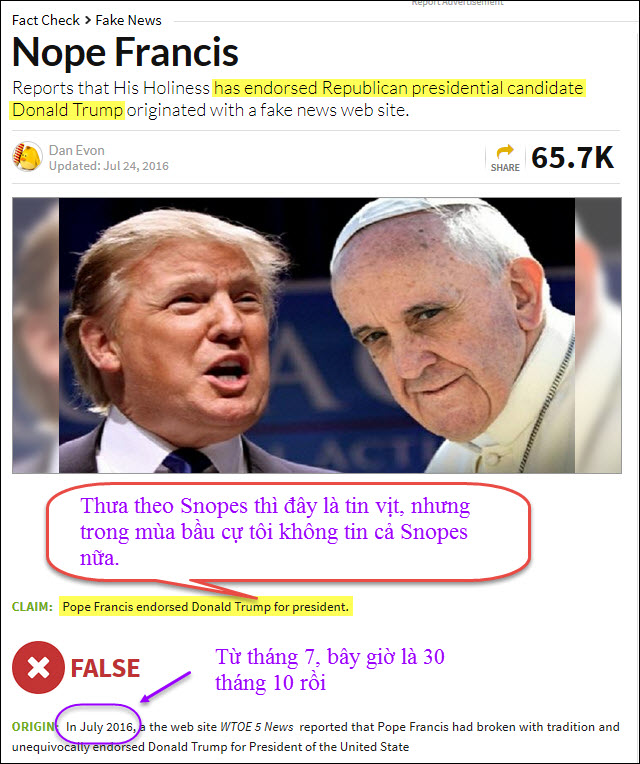 Report Advertisement
Fact Check > Fake News
Nope Francis
Reports that His Holiness has endorsed Republican presidential candidate
Donald Trump originated with a fake news web site.
Dan Evon
Updated: Jul 24, 2016
SHARE 65.7K
Thưa theo Snopes thì đây là tin vịt, nhưng
trong mùa bầu cự tôi không tin cả Snopes
nữa.
CLAIM: Pope Francis endorsed Donald Trump for president.
FALSE
Từ tháng 7, bây giờ là 30
tháng 10 rồi
ORIGIN: In July 2016, a the web site WTOE 5 News reported that Pope Francis had broken with tradition and
unequivocally endorsed Donald Trump for President of the United State